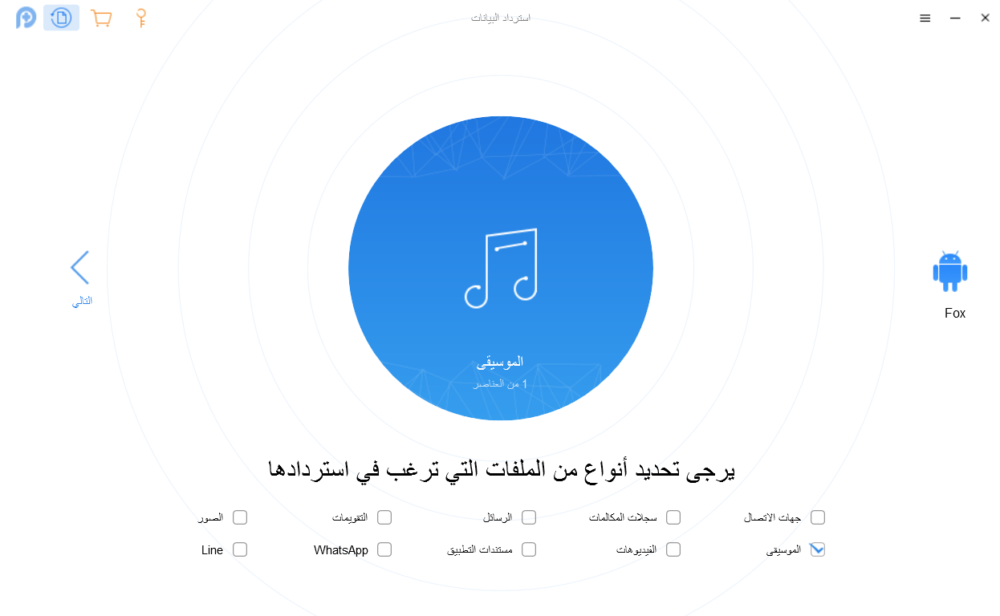 استرداد البيانات
الموسيقى
1 من العناصر
Fox
التالي
يرجى تحديد أنواع من الملفات التي ترغب في استردادها
جهات الاتصال
سجلات المكالمات
الرسائل
التقويمات
الصور
الموسيقى
الفيديوهات
مستندات التطبيق
WhatsApp
Line